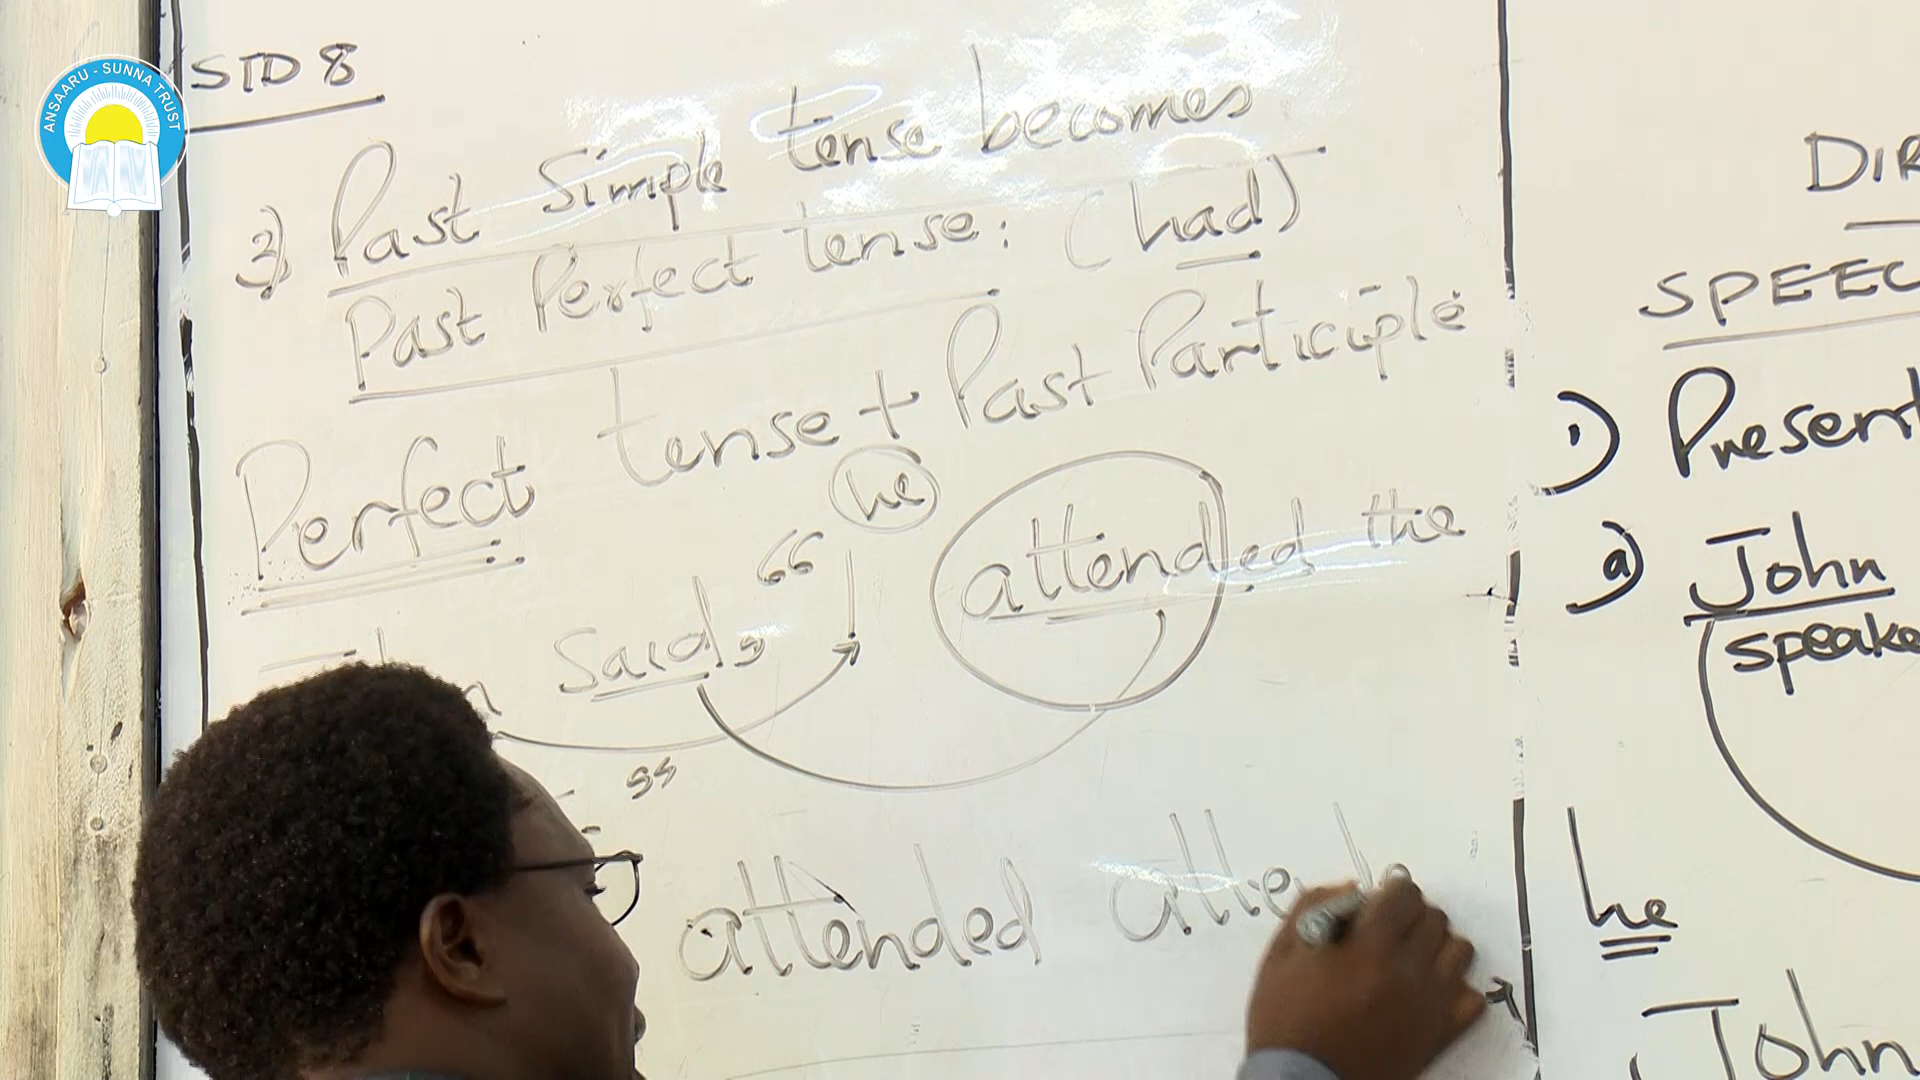 ANSAARU - SUNNA TRUST
STD 8
3) Past Simple tense becomes
Past Perfect tense: (had)
Perfect tense + Past Participle
he
said, “ I attended the
”
attended attende
DIR
SPEEC
1) Present
a) John
speake
he
John